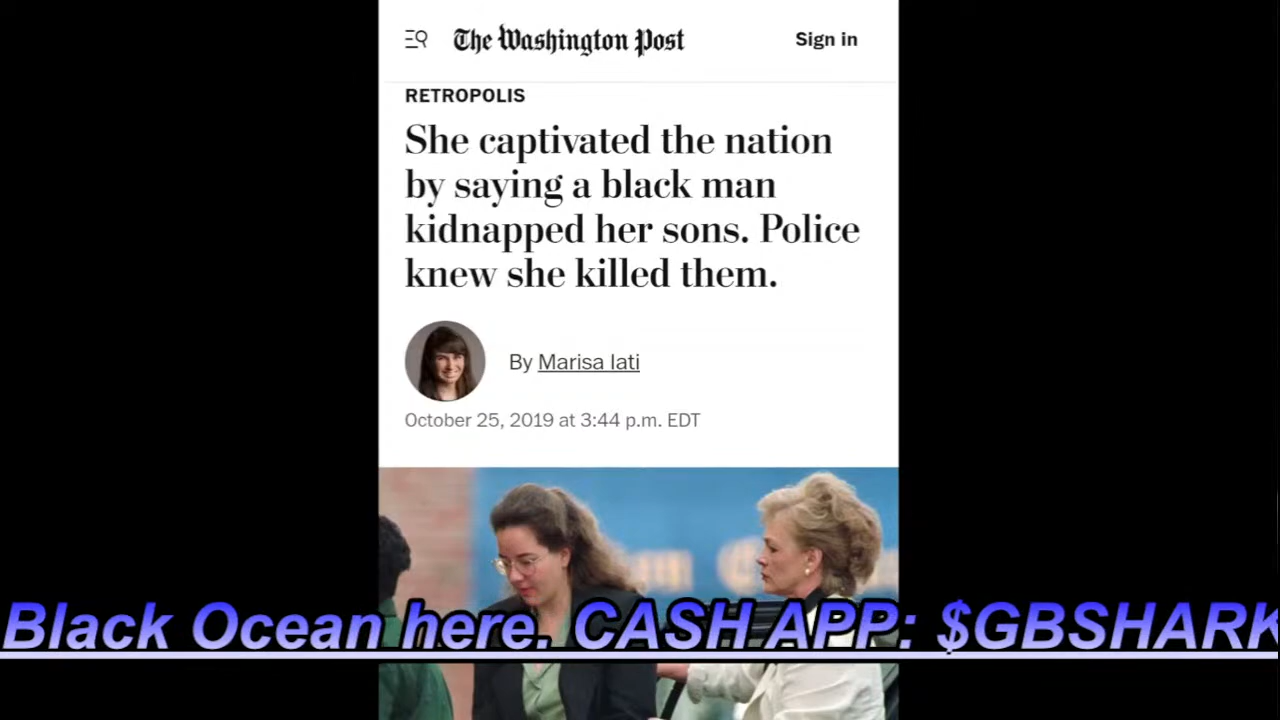 The Washington Post
Sign in
RETROPOLIS
She captivated the nation
by saying a black man
kidnapped her sons. Police
knew she killed them.
By Marisa Iati
October 25, 2019 at 3:44 p.m. EDT
Black Ocean here. CASH APP: $GBSHARK